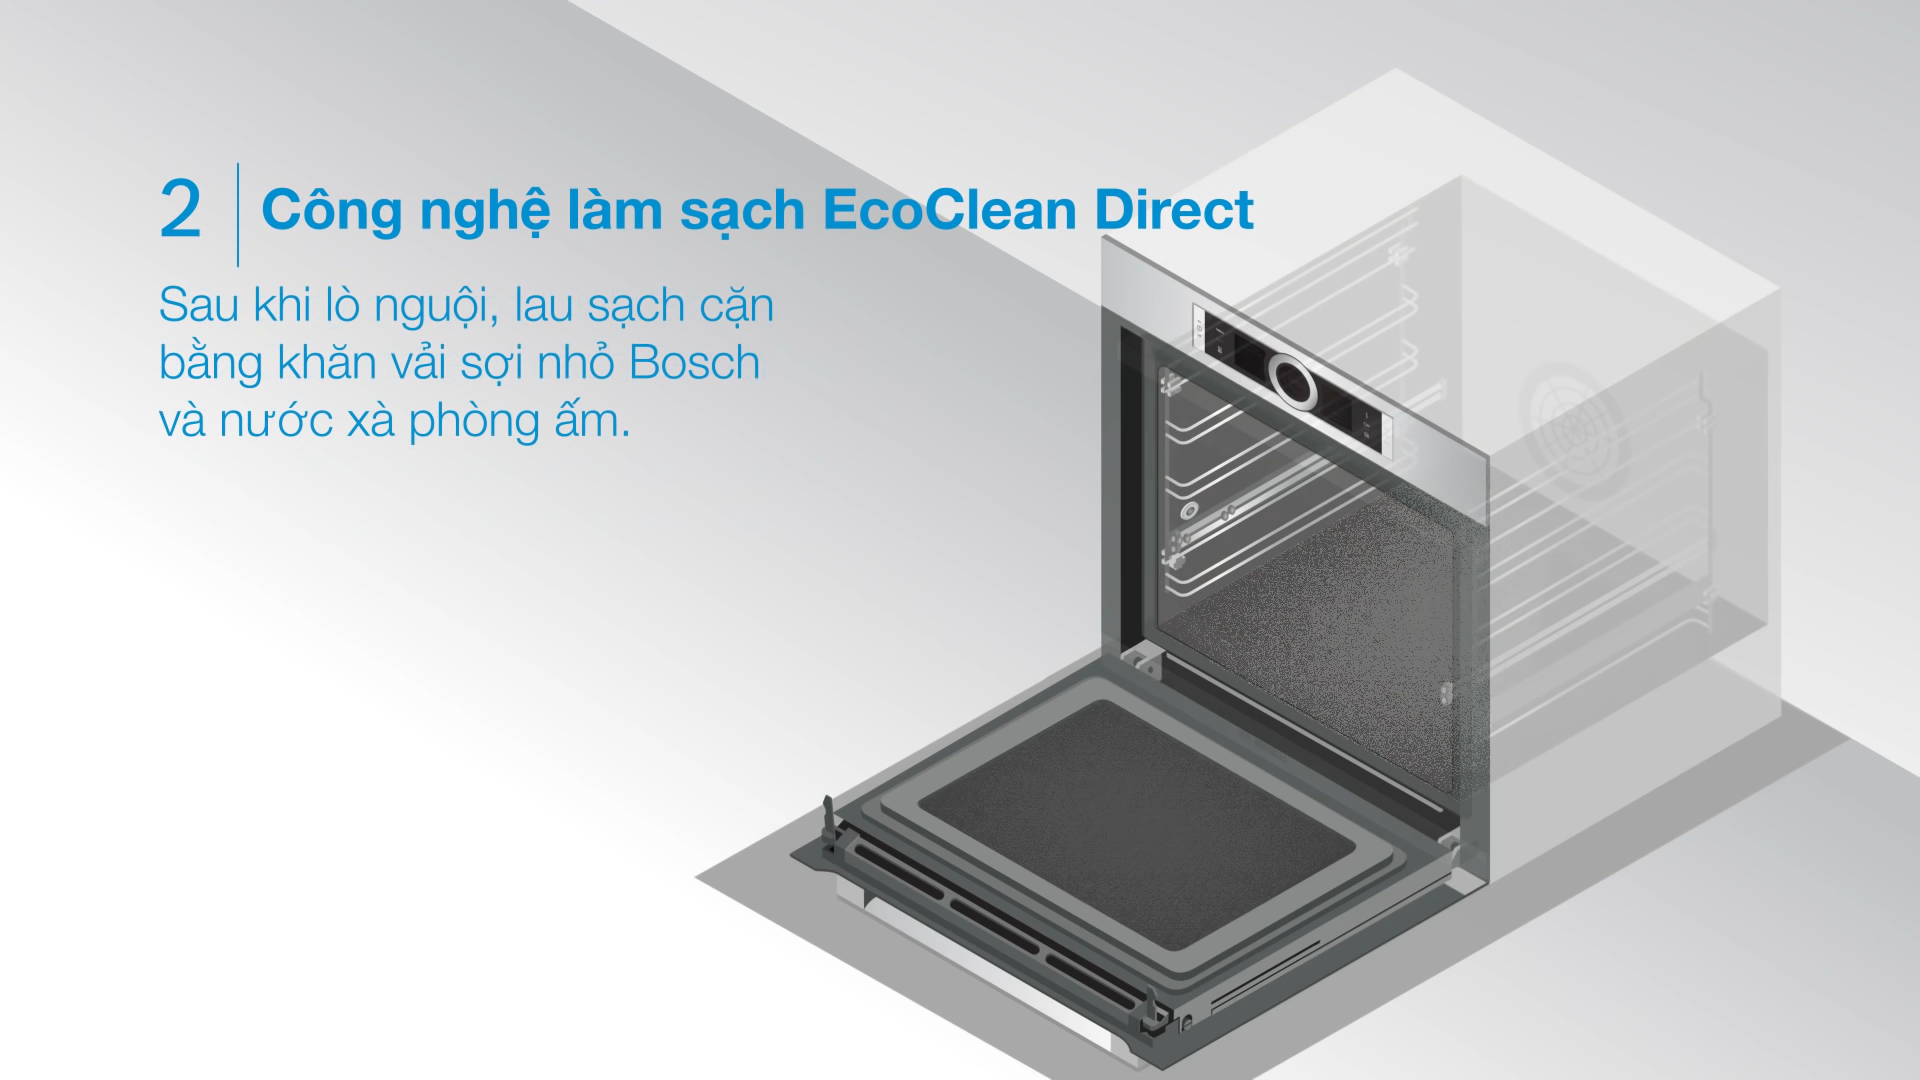 2
Công nghệ làm sạch EcoClean Direct
Sau khi lò nguội, lau sạch cặn
bằng khăn vải sợi nhỏ Bosch
và nước xà phòng ấm.